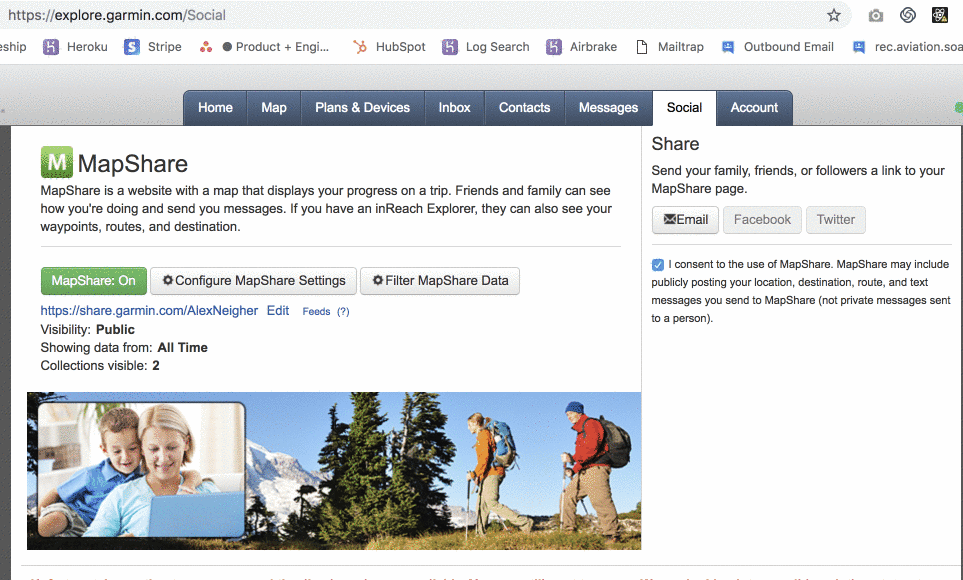 https://explore.garmin.com/Social
eship Heroku Stripe Product + Engi... HubSpot Log Search Airbrake Mailtrap Outbound Email rec.aviation.soa
Home Map Plans & Devices Inbox Contacts Messages Social Account
M MapShare
MapShare is a website with a map that displays your progress on a trip. Friends and family can see
how you're doing and send you messages. If you have an inReach Explorer, they can also see your
waypoints, routes, and destination.
MapShare: On Configure MapShare Settings Filter MapShare Data
https://share.garmin.com/AlexNeigher Edit Feeds (?)
Visibility: Public
Showing data from: All Time
Collections visible: 2
Share
Send your family, friends, or followers a link to your
MapShare page.
Email Facebook Twitter
I consent to the use of MapShare. MapShare may include
publicly posting your location, destination, route, and text
messages you send to MapShare (not private messages sent
to a person).